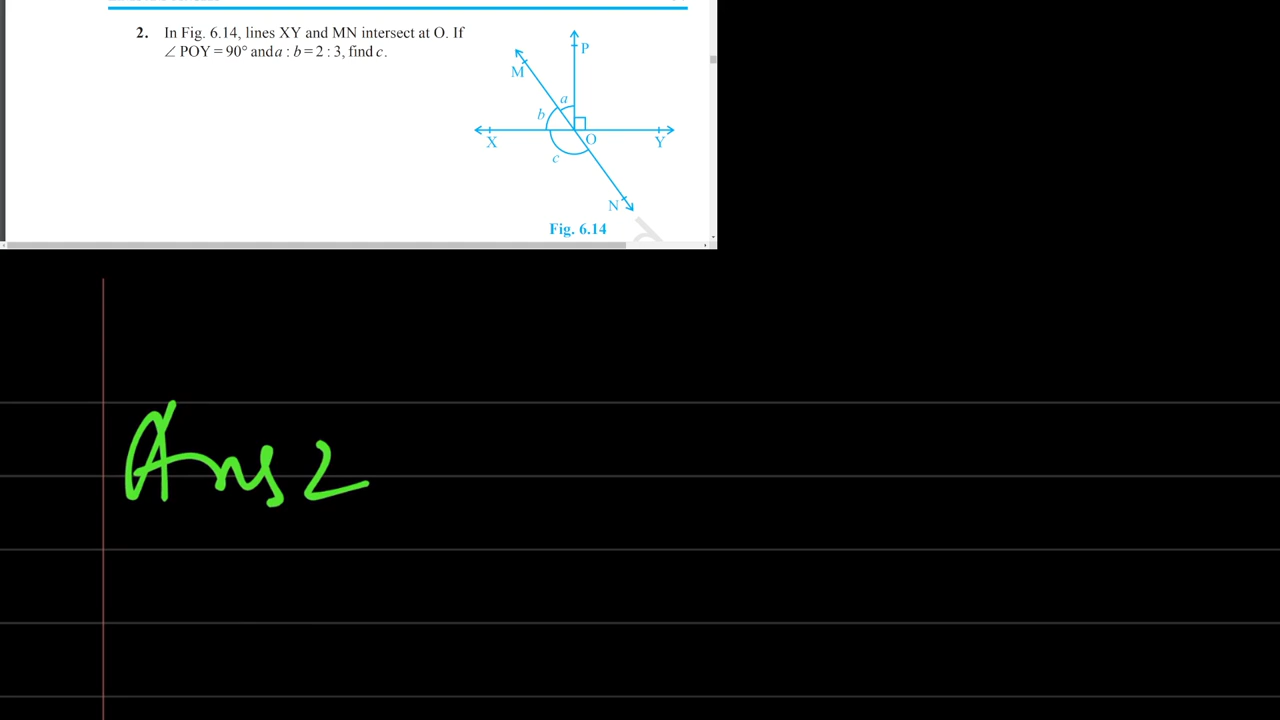 2. In Fig. 6.14, lines XY and MN intersect at O. If
∠ POY = 90° and a : b = 2 : 3, find c.
P
M
a
b
X
O
Y
c
N
Fig. 6.14
Ans 2